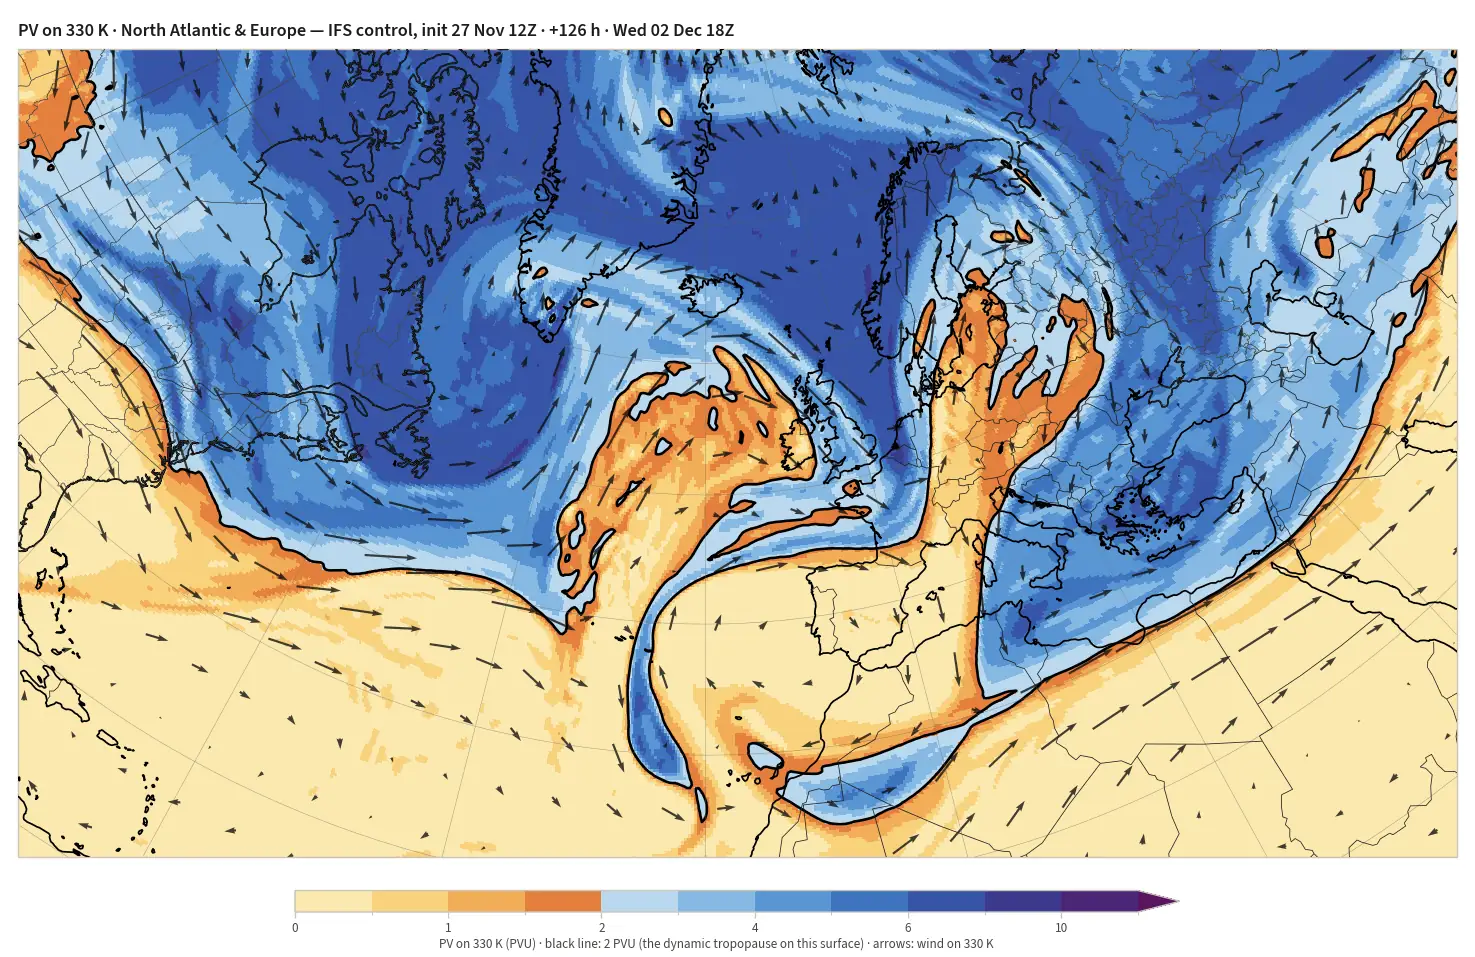 PV on 330 K · North Atlantic & Europe — IFS control, init 27 Nov 12Z · +126 h · Wed 02 Dec 18Z
0 1 2 4 6 10
PV on 330 K (PVU) · black line: 2 PVU (the dynamic tropopause on this surface) · arrows: wind on 330 K